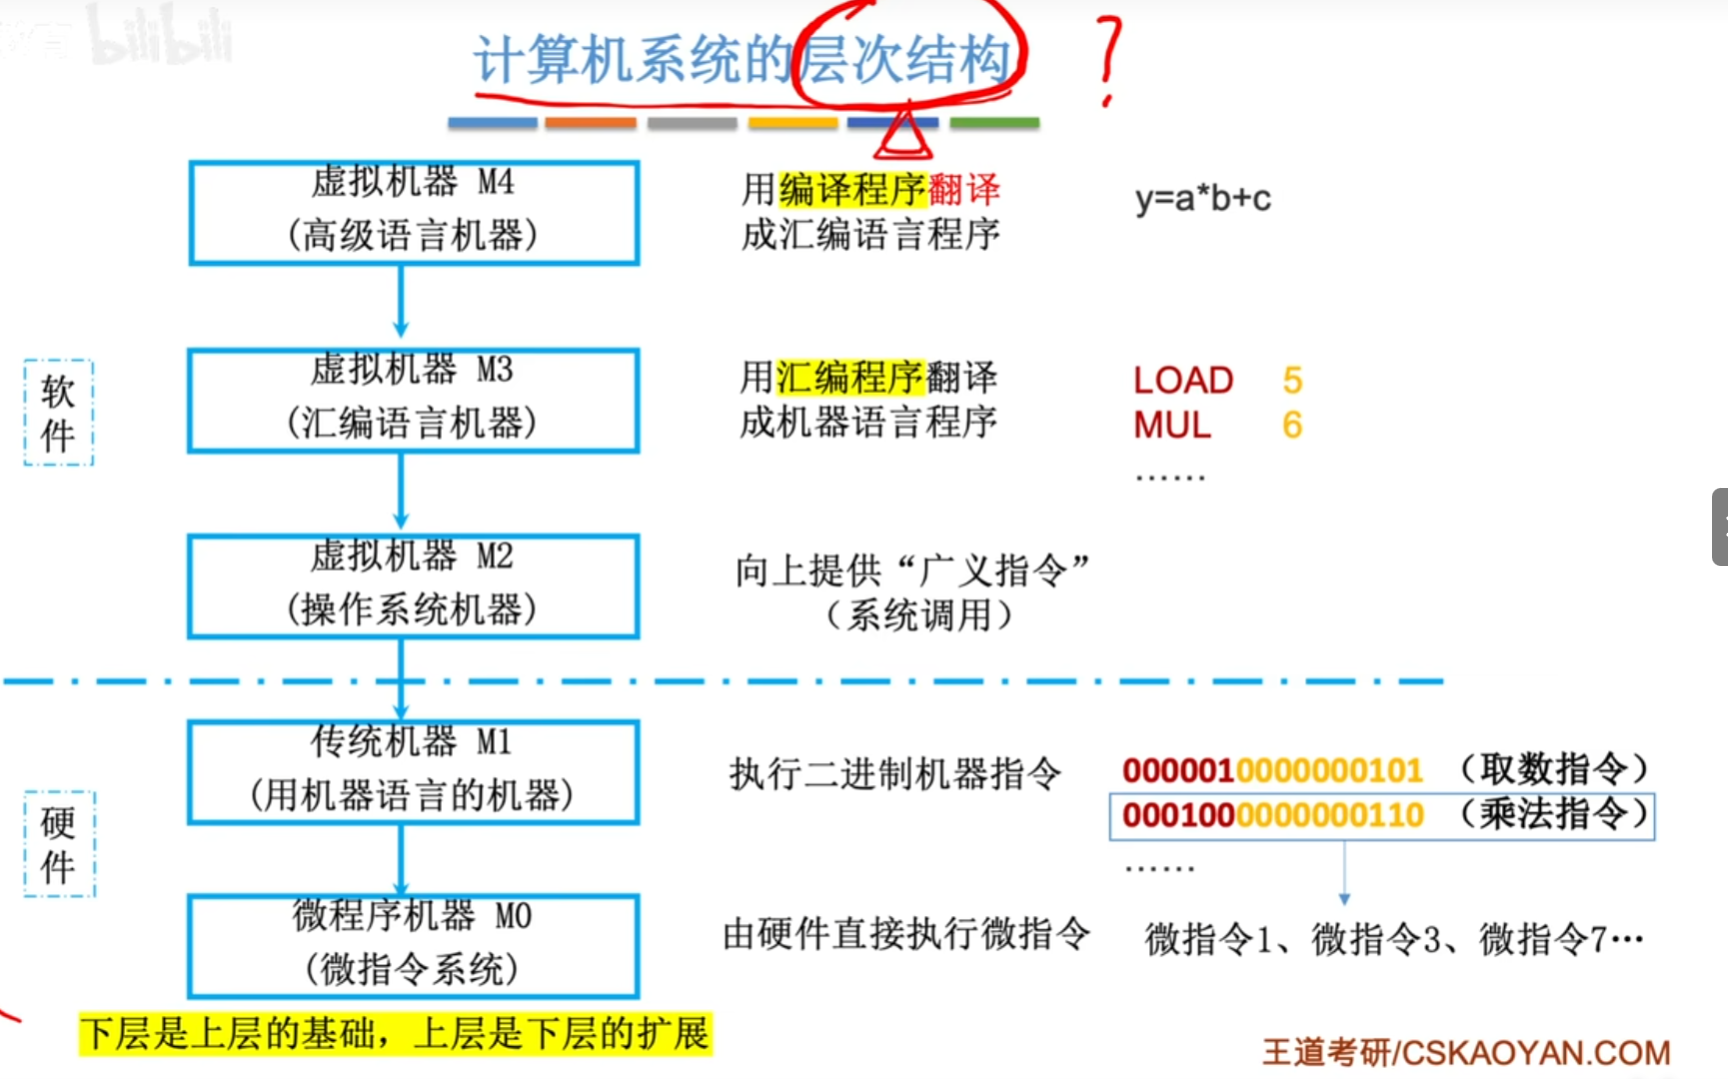 bilibili
计算机系统的层次结构
?
虚拟机器 M4
(高级语言机器)
用编译程序翻译
成汇编语言程序
y=a*b+c
软件
虚拟机器 M3
(汇编语言机器)
用汇编程序翻译
成机器语言程序
LOAD 5
MUL 6
……
虚拟机器 M2
(操作系统机器)
向上提供“广义指令”
（系统调用）
硬件
传统机器 M1
(用机器语言的机器)
执行二进制机器指令
0000010000000101 （取数指令）
0001000000000110 （乘法指令）
……
微程序机器 M0
(微指令系统)
由硬件直接执行微指令
微指令1、微指令3、微指令7…
下层是上层的基础，上层是下层的扩展
王道考研/CSKAOYAN.COM